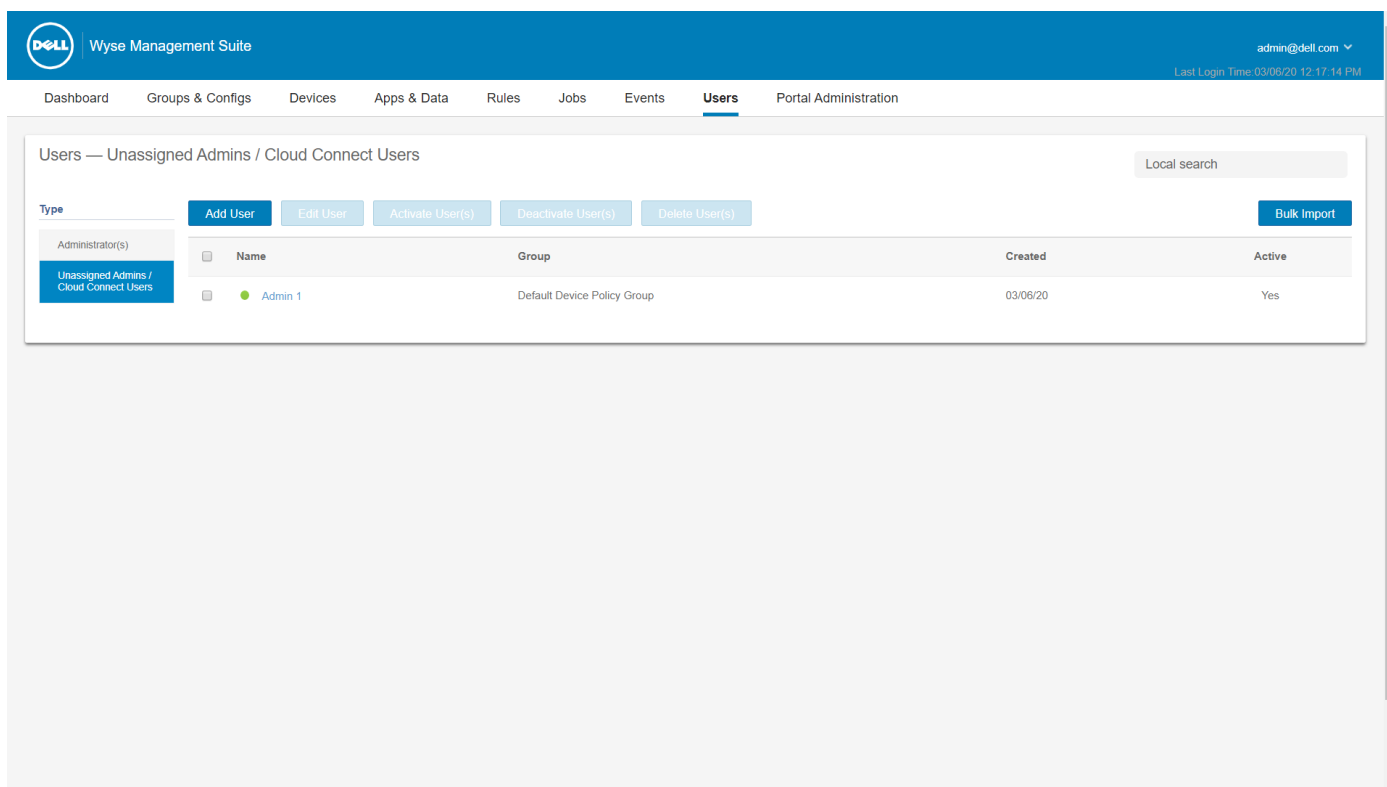 DELL
Wyse Management Suite
admin@dell.com
Last Login Time:03/06/20 12:17:14 PM
Dashboard Groups & Configs Devices Apps & Data Rules Jobs Events Users Portal Administration
Users — Unassigned Admins / Cloud Connect Users
Local search
Type
Add User Edit User Activate User(s) Deactivate User(s) Delete User(s) Bulk Import
Administrator(s)
Unassigned Admins /
Cloud Connect Users
Name Group Created Active
Admin 1 Default Device Policy Group 03/06/20 Yes